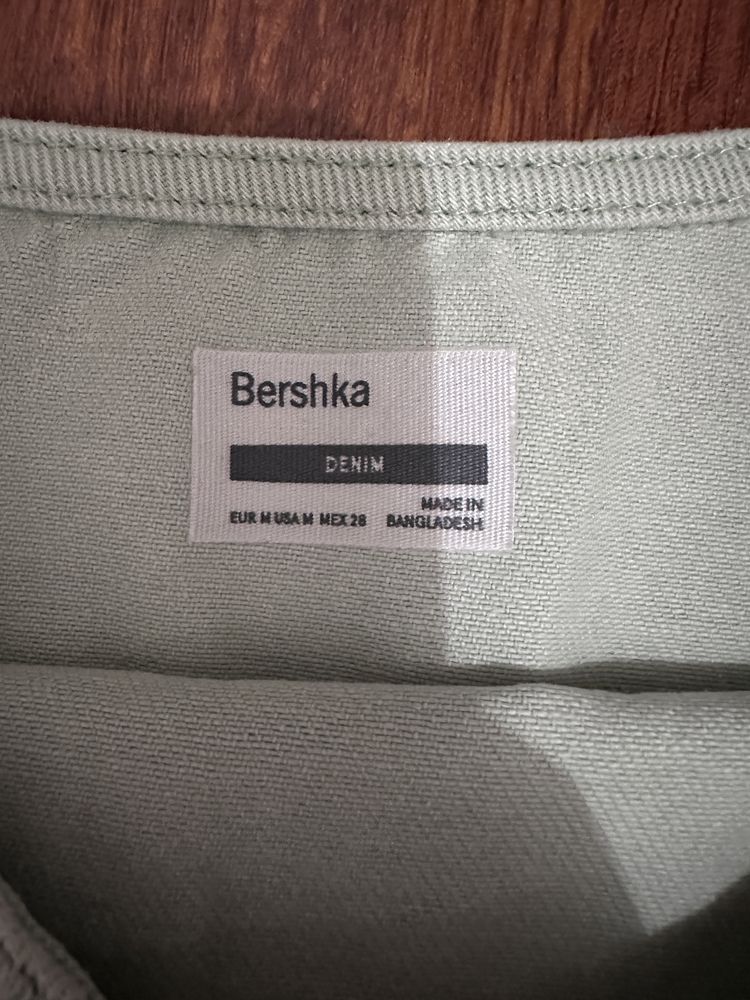 Bershka
DENIM
MADE IN
EUR M USA M MEX 28 BANGLADESH